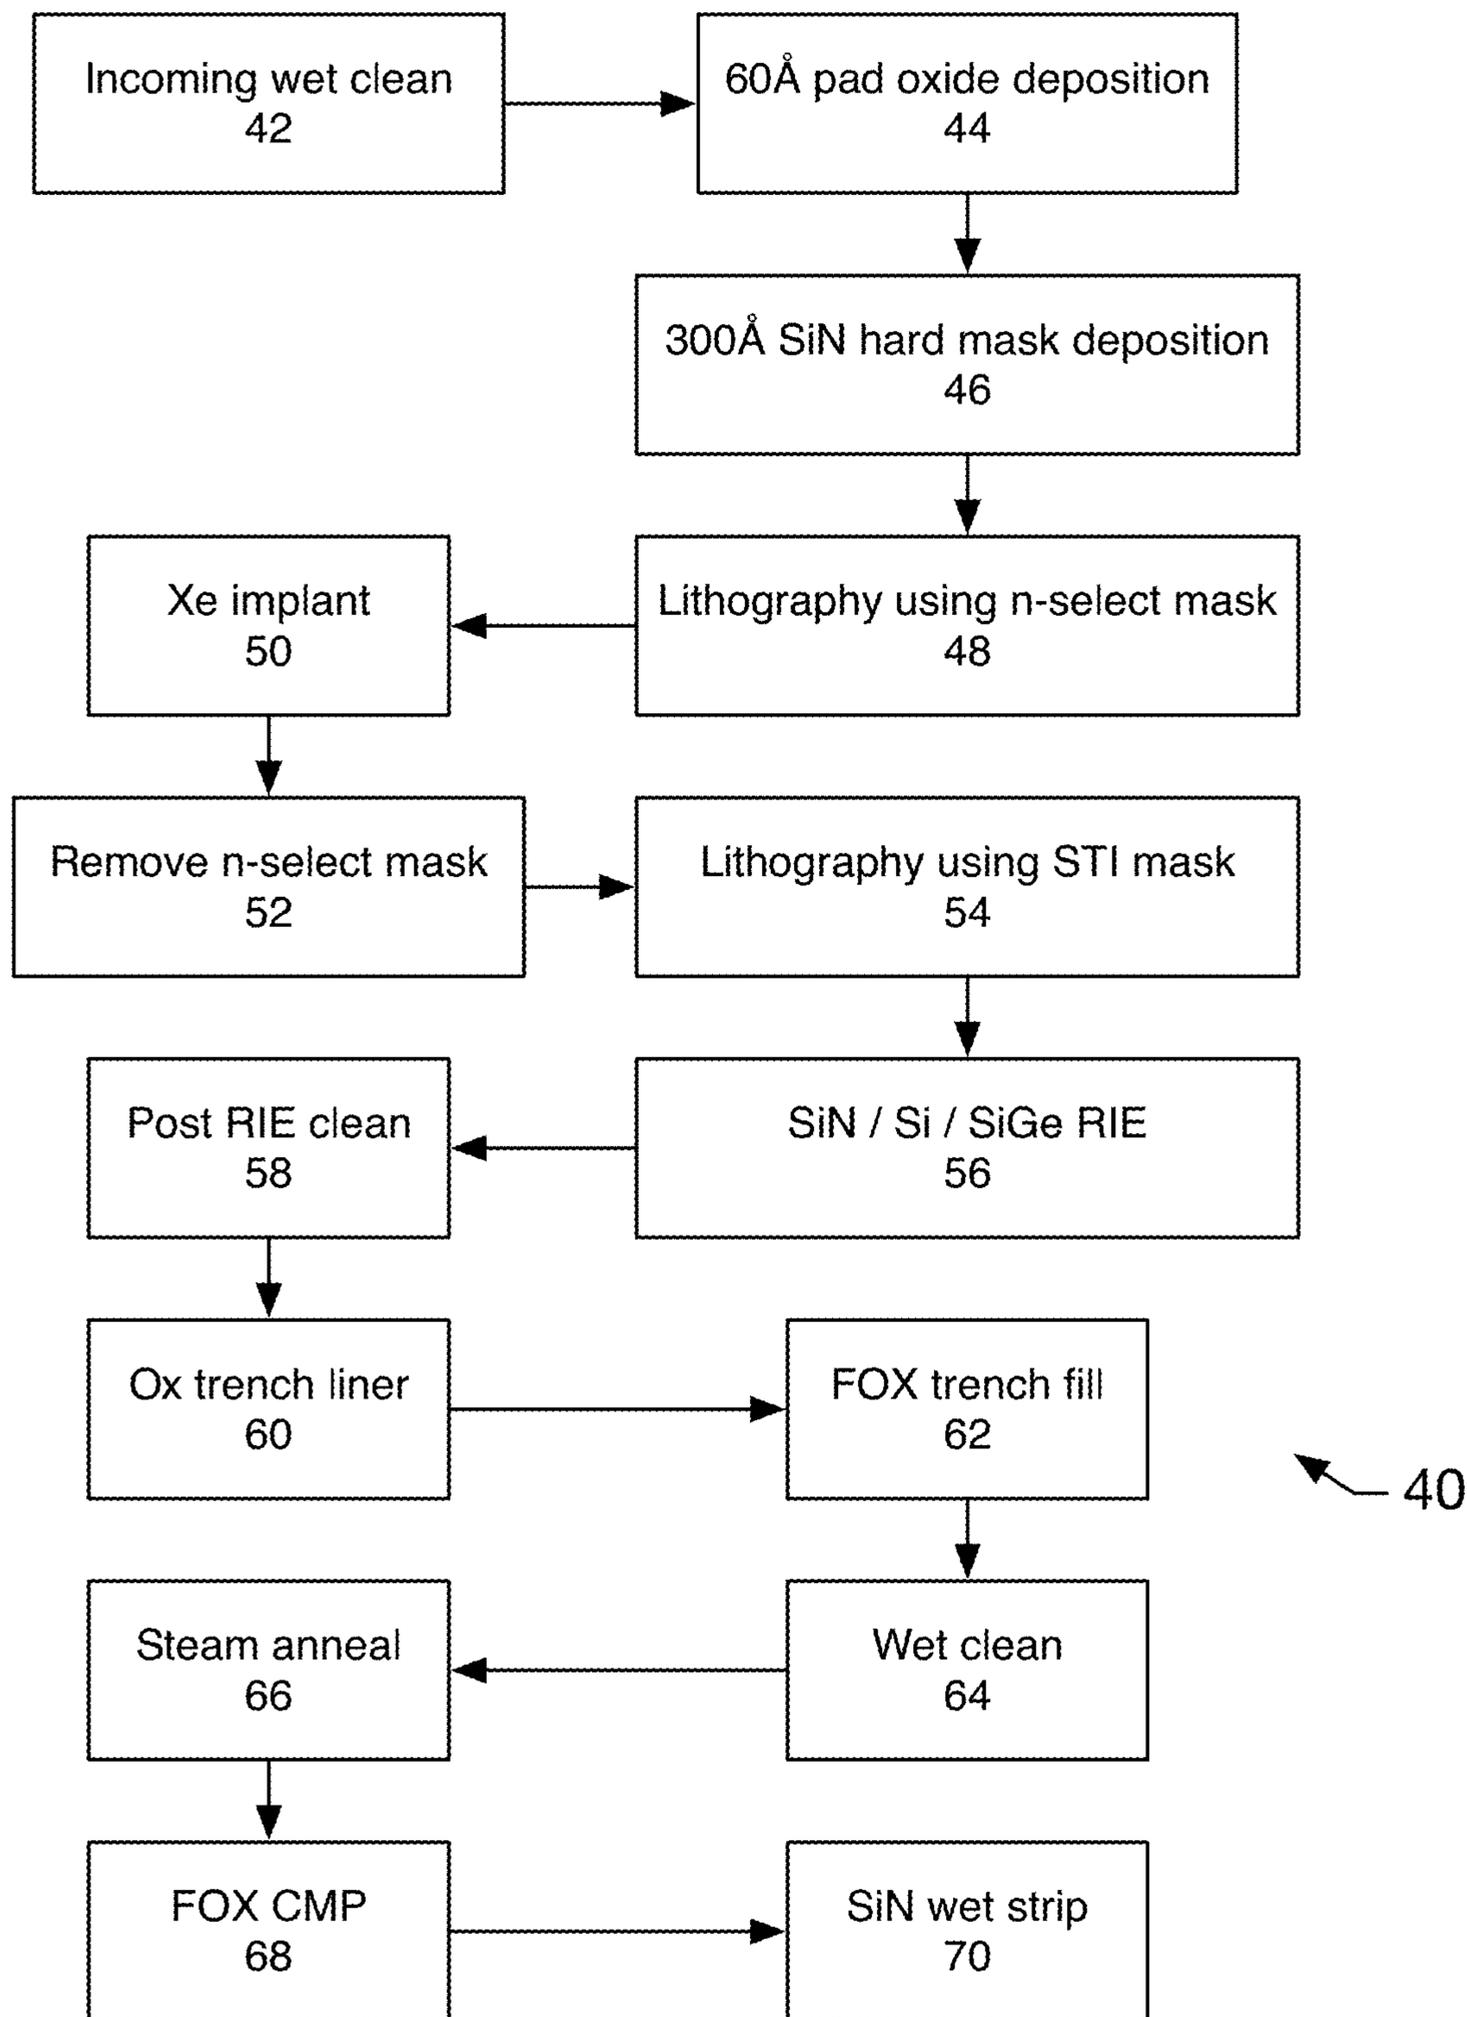 Incoming wet clean
42
60Å pad oxide deposition
44
300Å SiN hard mask deposition
46
Xe implant
50
Lithography using n-select mask
48
Remove n-select mask
52
Lithography using STI mask
54
Post RIE clean
58
SiN / Si / SiGe RIE
56
Ox trench liner
60
FOX trench fill
62
40
Steam anneal
66
Wet clean
64
FOX CMP
68
SiN wet strip
70